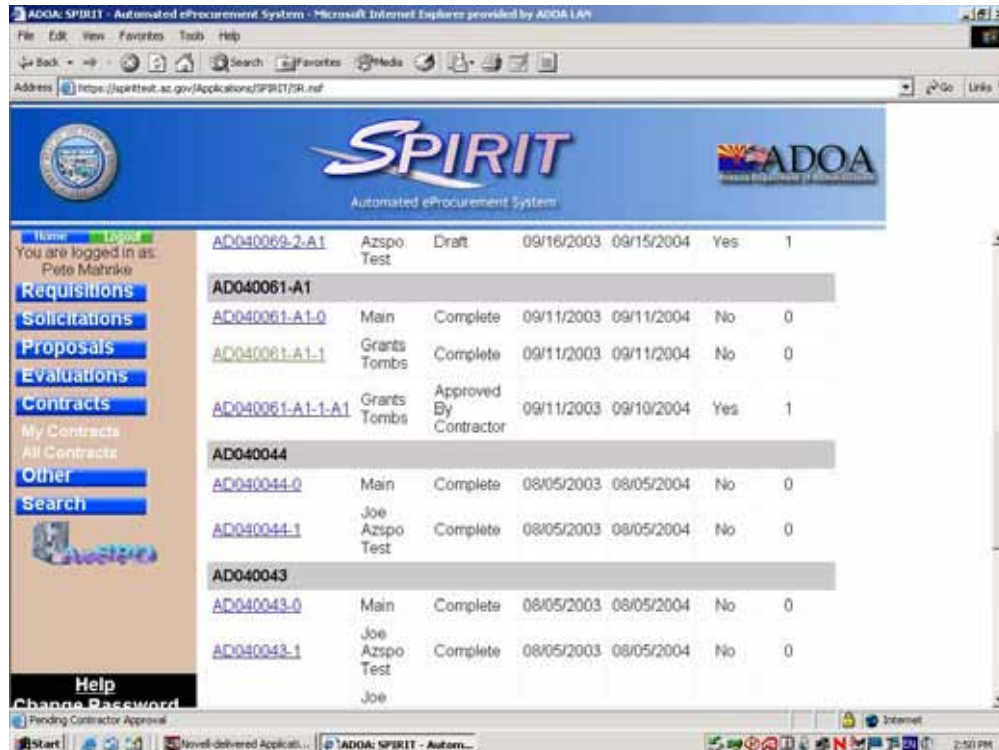 ADOA: SPIRIT - Automated eProcurement System - Microsoft Internet Explorer provided by ADOA LAN
File Edit View Favorites Tools Help
Back Search Favorites Media
Address https://spirittest.az.gov/Applications/SPIRIT/SR.nsf Go Links
SPIRIT
ADOA
Automated eProcurement System
Home Logout
You are logged in as:
Pete Mahnke
Requisitions
Solicitations
Proposals
Evaluations
Contracts
My Contracts
All Contracts
Other
Search
AzSPO
Help
Change Password
AD040069-2-A1 Azspo Test Draft 09/16/2003 09/15/2004 Yes 1
AD040061-A1
AD040061-A1-0 Main Complete 09/11/2003 09/11/2004 No 0
AD040061-A1-1 Grants Tombs Complete 09/11/2003 09/11/2004 No 0
AD040061-A1-1-A1 Grants Tombs Approved By Contractor 09/11/2003 09/10/2004 Yes 1
AD040044
AD040044-0 Main Complete 08/05/2003 08/05/2004 No 0
AD040044-1 Joe Azspo Test Complete 08/05/2003 08/05/2004 No 0
AD040043
AD040043-0 Main Complete 08/05/2003 08/05/2004 No 0
AD040043-1 Joe Azspo Test Complete 08/05/2003 08/05/2004 No 0
Joe
Pending Contractor Approval Internet
Start Novell-delivered Applicati... ADOA: SPIRIT - Autom... 2:50 PM